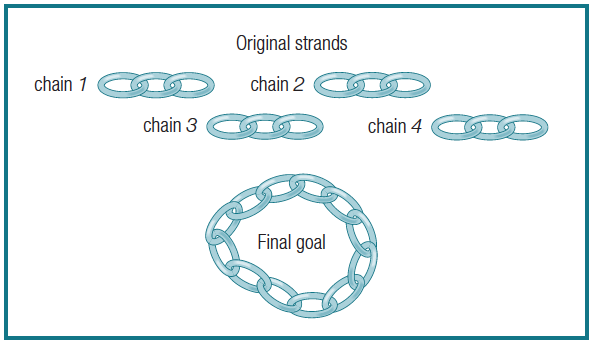 Original strands
chain 1
chain 2
chain 3
chain 4
Final goal